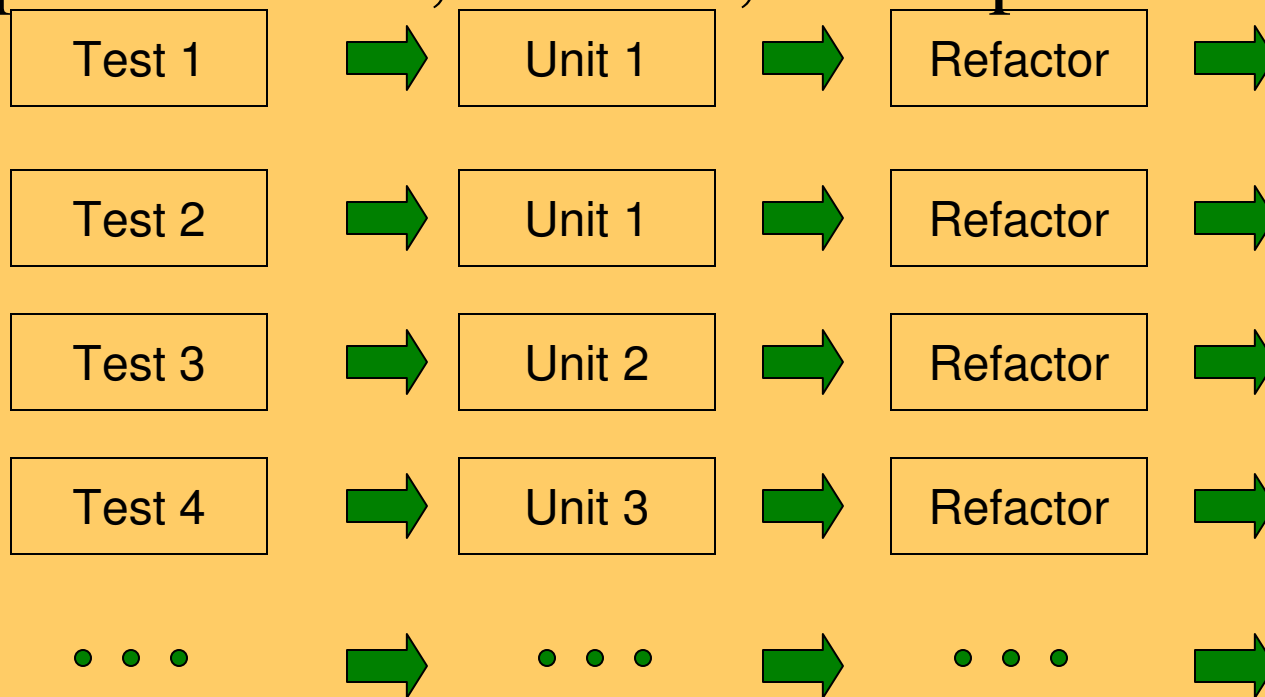 Test 1 Unit 1 Refactor
Test 2 Unit 1 Refactor
Test 3 Unit 2 Refactor
Test 4 Unit 3 Refactor